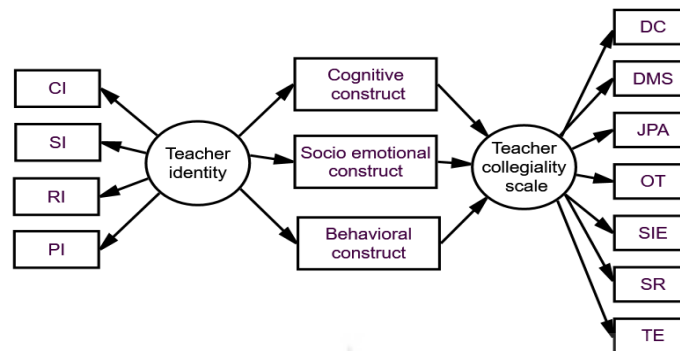 CI
SI
RI
PI
Teacher
identity
Cognitive
construct
Socio emotional
construct
Behavioral
construct
Teacher
collegiality
scale
DC
DMS
JPA
OT
SIE
SR
TE